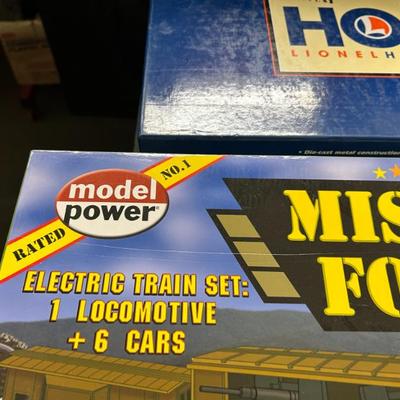 HO
LIONEL H
• Die-cast metal constructio
RATED NO.1
model
power
ELECTRIC TRAIN SET:
1 LOCOMOTIVE
+ 6 CARS
MIS
FO